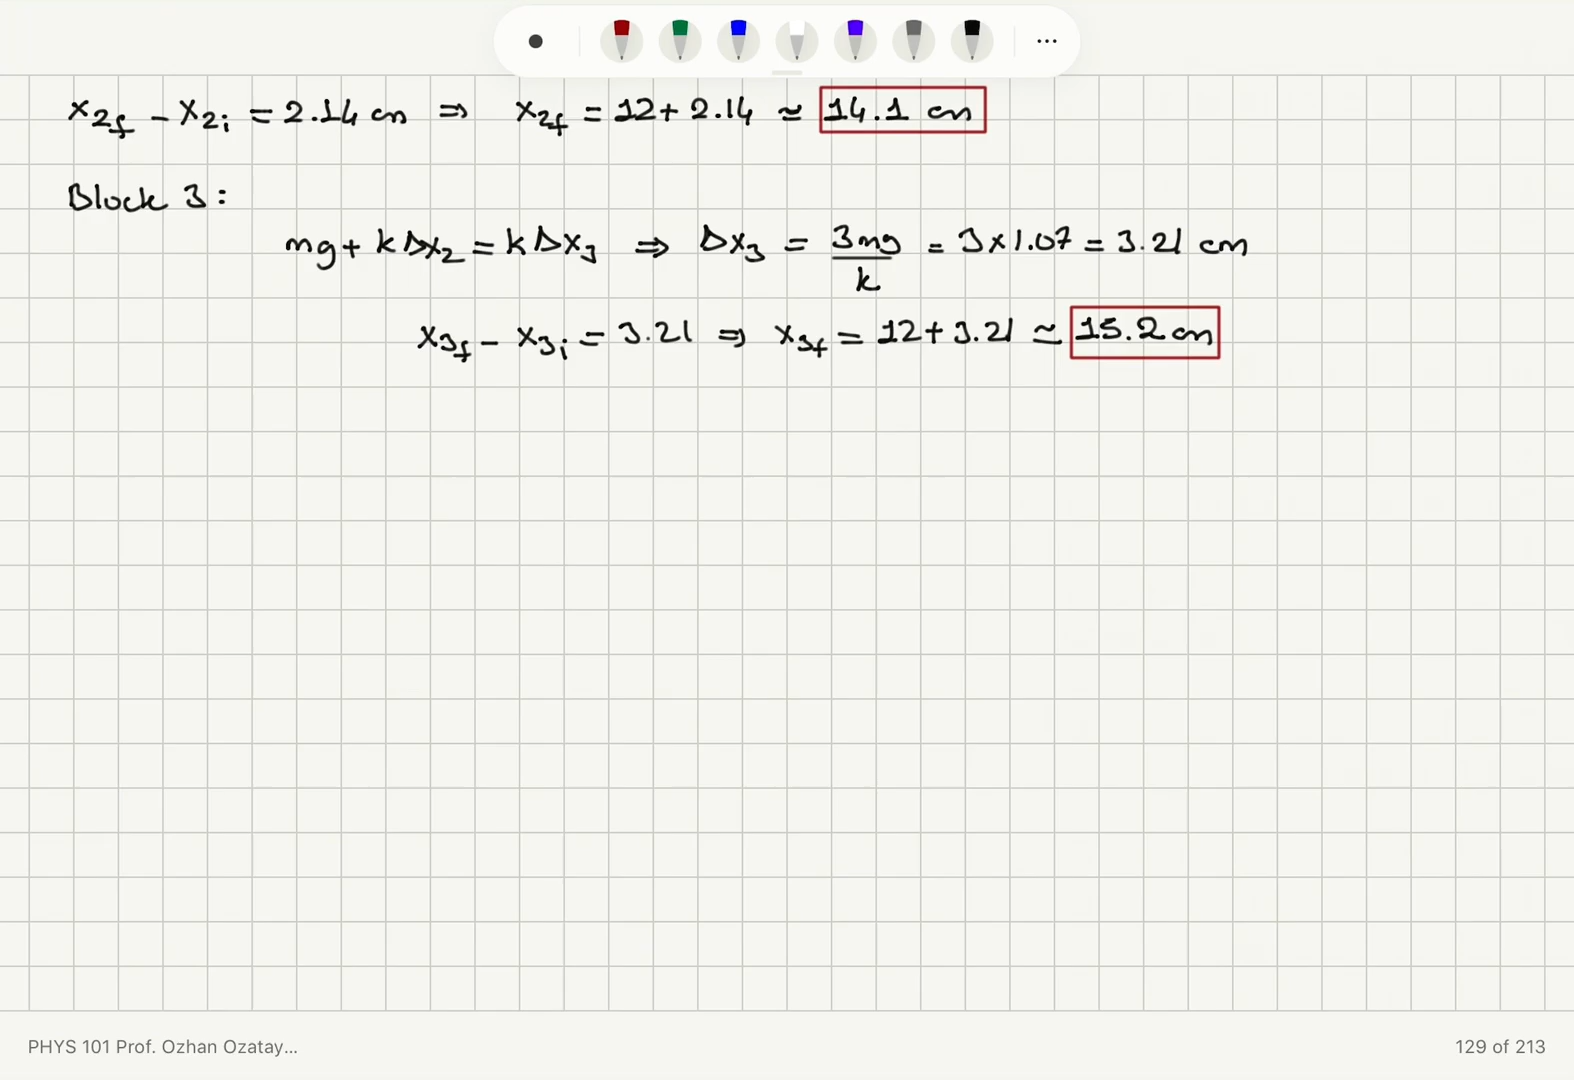 x₂f - x₂i = 2.14 cm ⇒ x₂f = 12 + 2.14 ≃ 14.1 cm
Block 3:
mg + kΔx₂ = kΔx₃ ⇒ Δx₃ = 3mg/k = 3×1.07 = 3.21 cm
x₃f - x₃i = 3.21 ⇒ x₃f = 12 + 3.21 ≃ 15.2 cm
PHYS 101 Prof. Ozhan Ozatay...
129 of 213